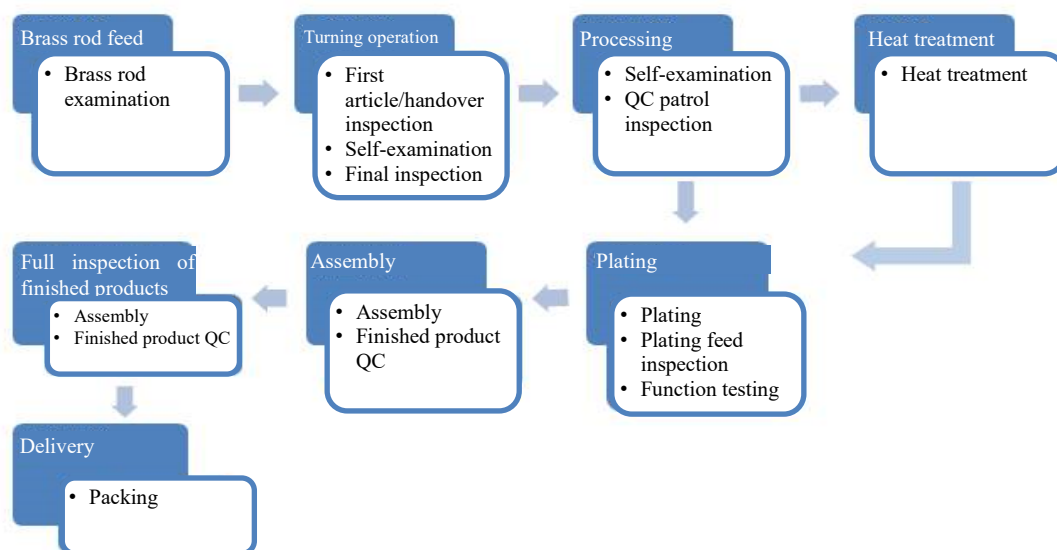 Brass rod feed
• Brass rod
examination
Turning operation
• First
article/handover
inspection
• Self-examination
• Final inspection
Processing
• Self-examination
• QC patrol
inspection
Heat treatment
• Heat treatment
Full inspection of
finished products
• Assembly
• Finished product QC
Assembly
• Assembly
• Finished product
QC
Plating
• Plating
• Plating feed
inspection
• Function testing
Delivery
• Packing